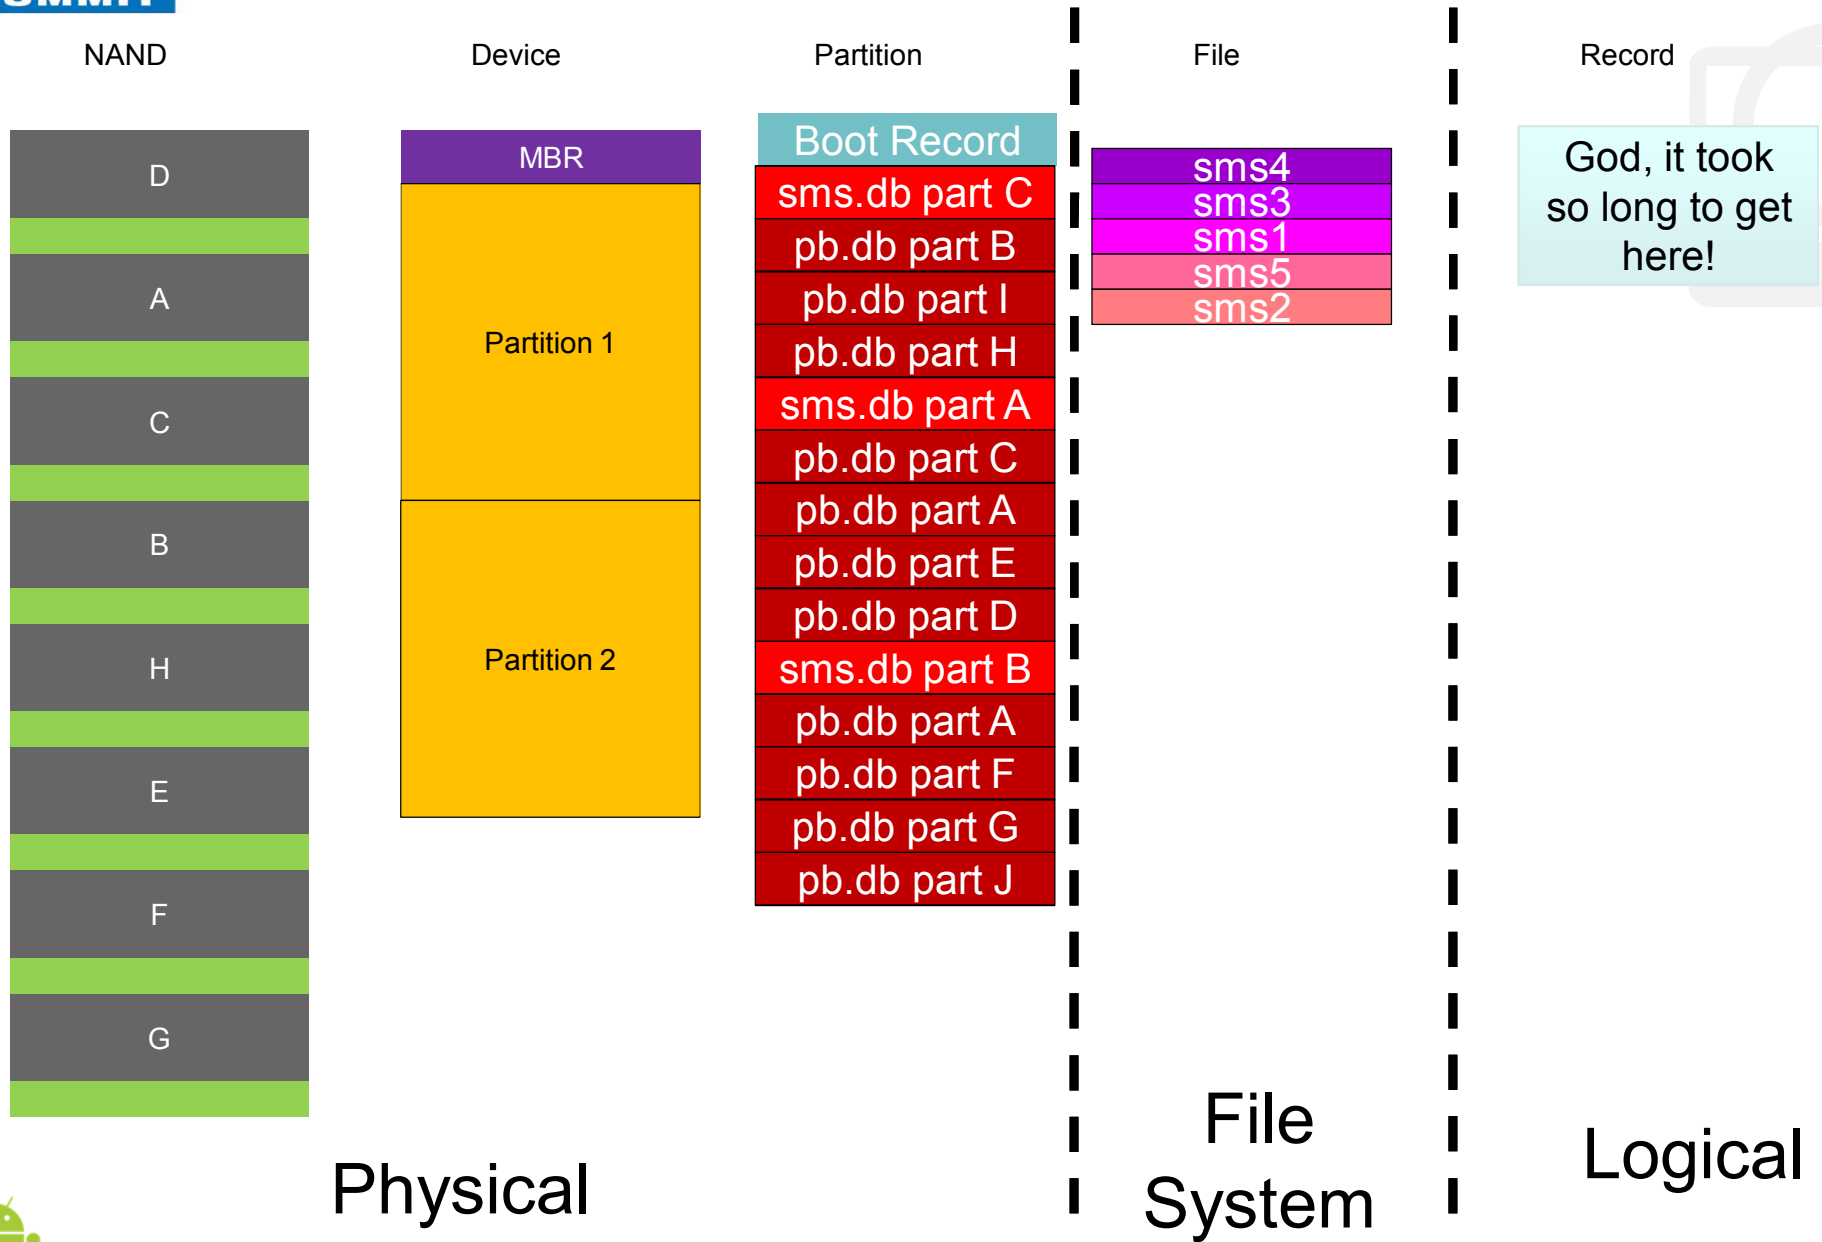 NAND
Device
Partition
File
Record
D
A
C
B
H
E
F
G
MBR
Partition 1
Partition 2
Boot Record
sms.db part C
pb.db part B
pb.db part I
pb.db part H
sms.db part A
pb.db part C
pb.db part A
pb.db part E
pb.db part D
sms.db part B
pb.db part A
pb.db part F
pb.db part G
pb.db part J
sms4
sms3
sms1
sms5
sms2
God, it took
so long to get
here!
Physical
File
System
Logical